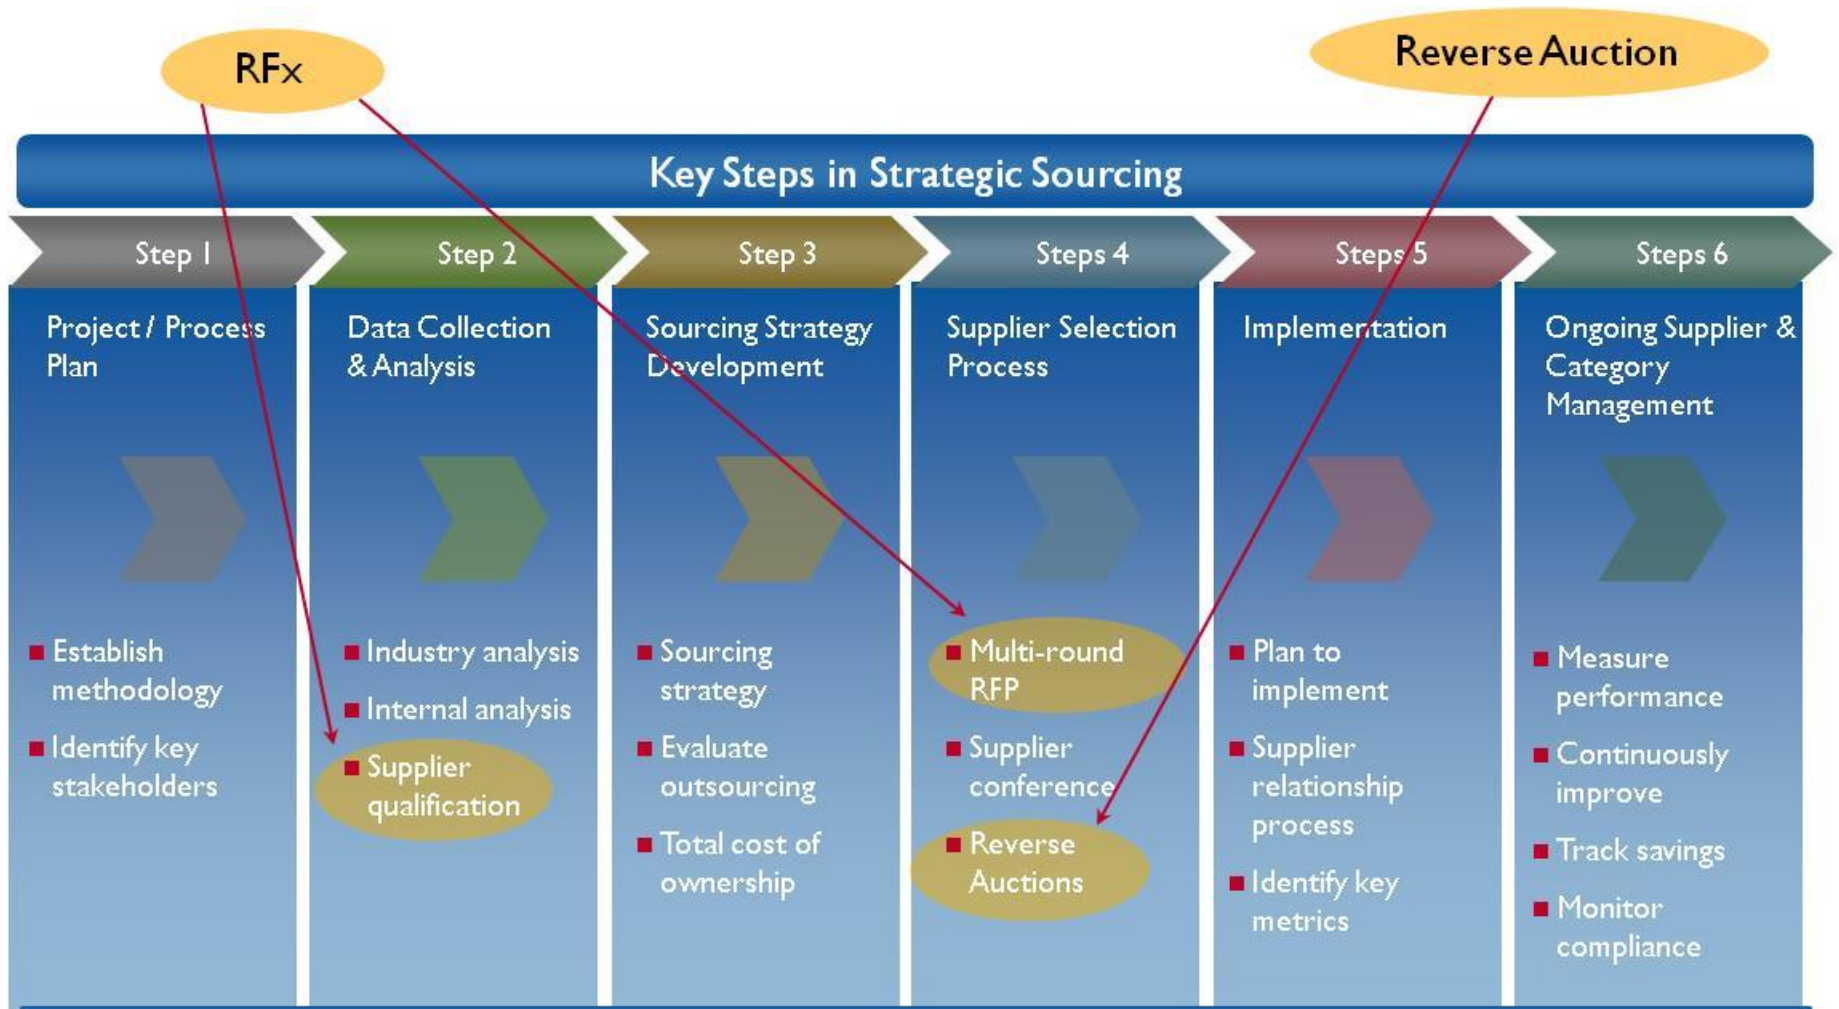 RFx
Reverse Auction
Key Steps in Strategic Sourcing
Step 1
Step 2
Step 3
Steps 4
Steps 5
Steps 6
Project / Process
Plan
Data Collection
& Analysis
Sourcing Strategy
Development
Supplier Selection
Process
Implementation
Ongoing Supplier &
Category
Management
Establish
methodology
Identify key
stakeholders
Industry analysis
Internal analysis
Supplier
qualification
Sourcing
strategy
Evaluate
outsourcing
Total cost of
ownership
Multi-round
RFP
Supplier
conference
Reverse
Auctions
Plan to
implement
Supplier
relationship
process
Identify key
metrics
Measure
performance
Continuously
improve
Track savings
Monitor
compliance